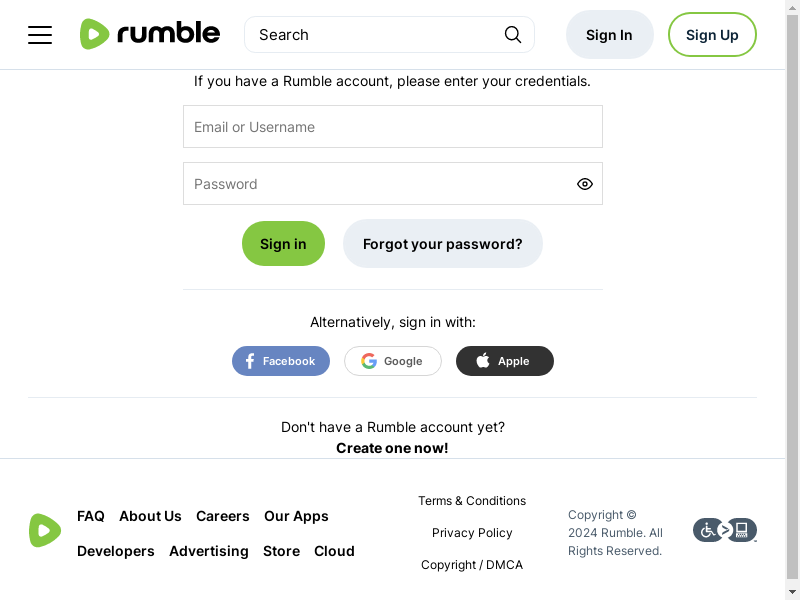 rumble
Search
Sign In
Sign Up
If you have a Rumble account, please enter your credentials.
Email or Username
Password
Sign in
Forgot your password?
Alternatively, sign in with:
Facebook
Google
Apple
Don't have a Rumble account yet?
Create one now!
FAQ
About Us
Careers
Our Apps
Developers
Advertising
Store
Cloud
Terms & Conditions
Privacy Policy
Copyright / DMCA
Copyright ©
2024 Rumble. All
Rights Reserved.